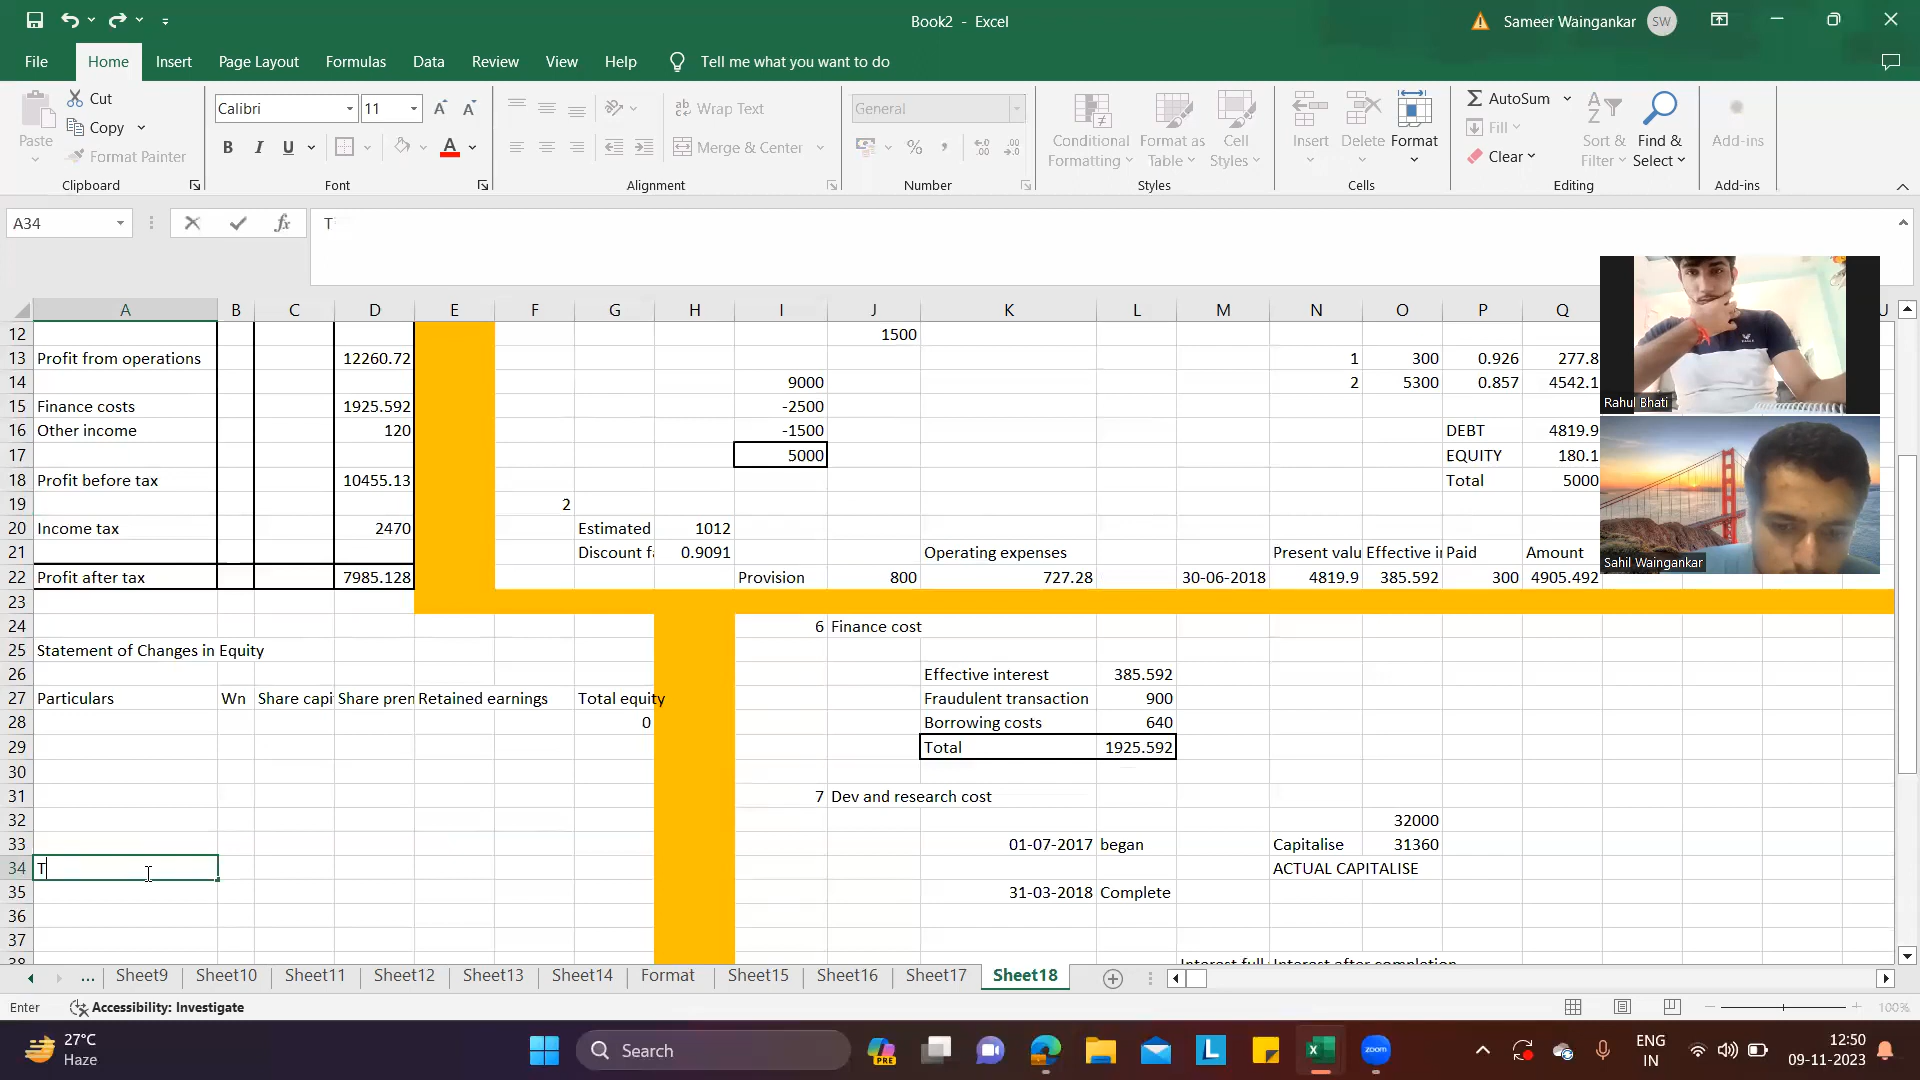 Book2 - Excel
Sameer Waingankar SW
File Home Insert Page Layout Formulas Data Review View Help Tell me what you want to do
Paste Cut Copy Format Painter
Clipboard
Calibri 11
B I U A
Font
Wrap Text
Merge & Center
Alignment
General
Number
Conditional Formatting Format as Table Cell Styles
Styles
Insert Delete Format
Cells
AutoSum Fill Clear Sort & Filter Find & Select
Editing
Add-ins
Add-ins
A34 fx T
A B C D E F G H I J K L M N O P Q U
12 1500
13 Profit from operations 12260.72 1 300 0.926 277.8
14 9000 2 5300 0.857 4542.1
15 Finance costs 1925.592 -2500
16 Other income 120 -1500 DEBT 4819.9
17 5000 EQUITY 180.1
18 Profit before tax 10455.13 Total 5000
19 2
20 Income tax 2470 Estimated 1012
21 Discount fa 0.9091 Operating expenses Present valu Effective in Paid Amount
22 Profit after tax 7985.128 Provision 800 727.28 30-06-2018 4819.9 385.592 300 4905.492
23
24 6 Finance cost
25 Statement of Changes in Equity
26 Effective interest 385.592
27 Particulars Wn Share capi Share pren Retained earnings Total equity Fraudulent transaction 900
28 0 Borrowing costs 640
29 Total 1925.592
30
31 7 Dev and research cost
32 32000
33 01-07-2017 began Capitalise 31360
34 T ACTUAL CAPITALISE
35 31-03-2018 Complete
36
37
38 Interest full Interest after completion
Rahul Bhati
Sahil Waingankar
... Sheet9 Sheet10 Sheet11 Sheet12 Sheet13 Sheet14 Format Sheet15 Sheet16 Sheet17 Sheet18
Enter Accessibility: Investigate 100%
27°C
Haze
Search
PRE
L
zoom
ENG
IN
12:50
09-11-2023